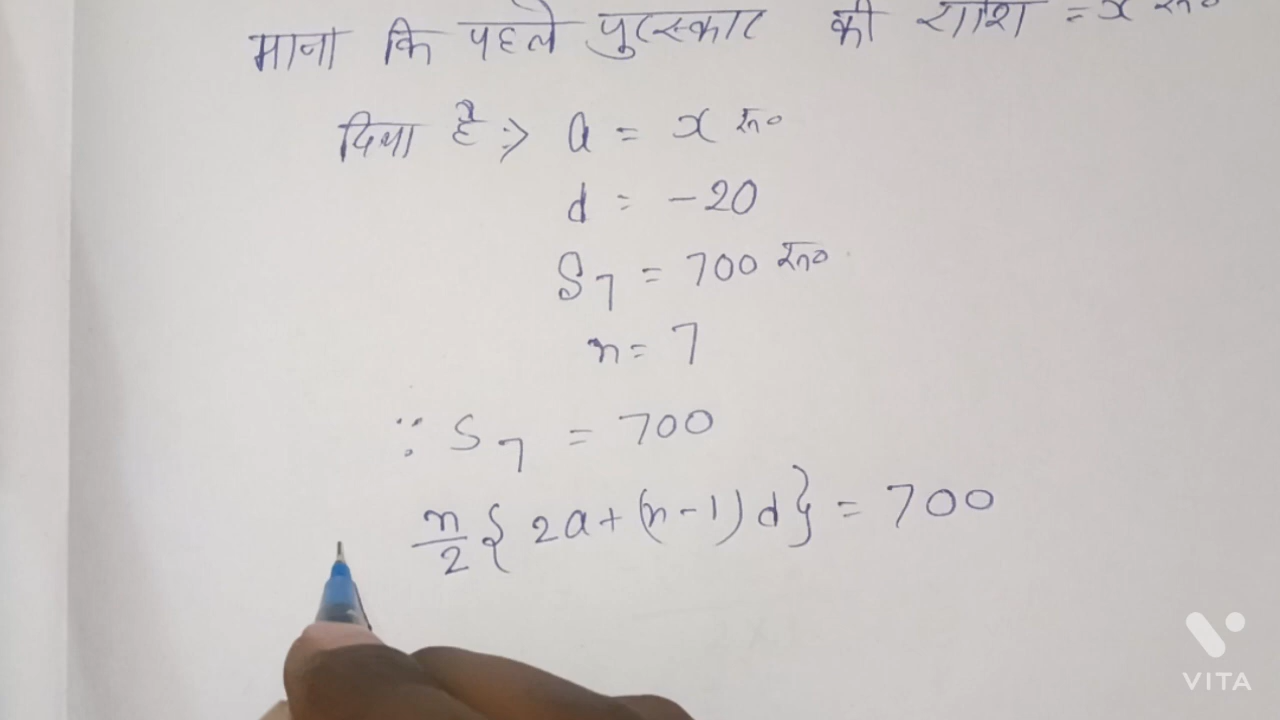 माना कि पहले पुरस्कार की राशि = x रु०
दिया है :→ a = x रु०
d = -20
S₇ = 700 रु०
n = 7
∵ S₇ = 700
n/2 { 2a + (n - 1) d } = 700
VITA